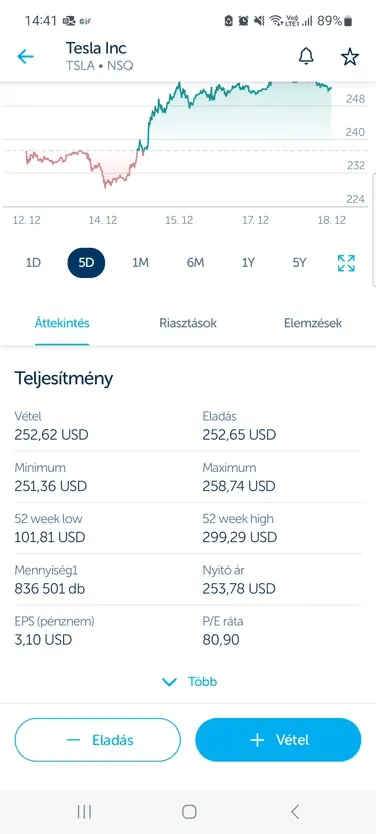 14:41 GIF Vo) LTE1 89%
Tesla Inc
TSLA • NSQ
248
240
232
224
12. 12 14. 12 15. 12 17. 12 18. 12
1D 5D 1M 6M 1Y 5Y
Áttekintés Riasztások Elemzések
Teljesítmény
Vétel Eladás
252,62 USD 252,65 USD
Minimum Maximum
251,36 USD 258,74 USD
52 week low 52 week high
101,81 USD 299,29 USD
Mennyiség1 Nyitó ár
836 501 db 253,78 USD
EPS (pénznem) P/E ráta
3,10 USD 80,90
Több
— Eladás + Vétel